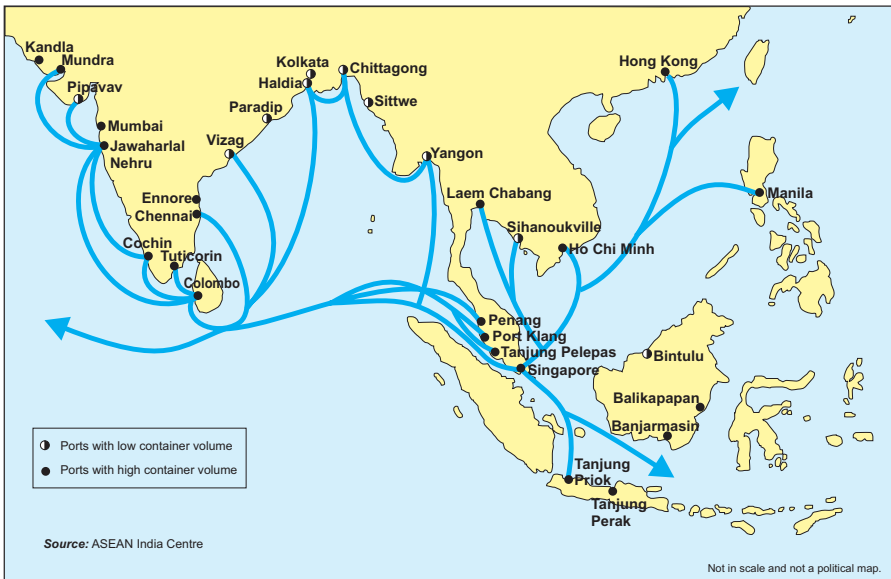 Kandla
Mundra
Pipavav
Mumbai
Jawaharlal
Nehru
Kolkata
Haldia
Paradip
Vizag
Chittagong
Sittwe
Yangon
Hong Kong
Ennore
Chennai
Cochin
Tuticorin
Colombo
Laem Chabang
Sihanoukville
Ho Chi Minh
Manila
Penang
Port Klang
Tanjung Pelepas
Singapore
Bintulu
Balikapapan
Banjarmasin
Tanjung
Priok
Tanjung
Perak
Ports with low container volume
Ports with high container volume
Source: ASEAN India Centre
Not in scale and not a political map.